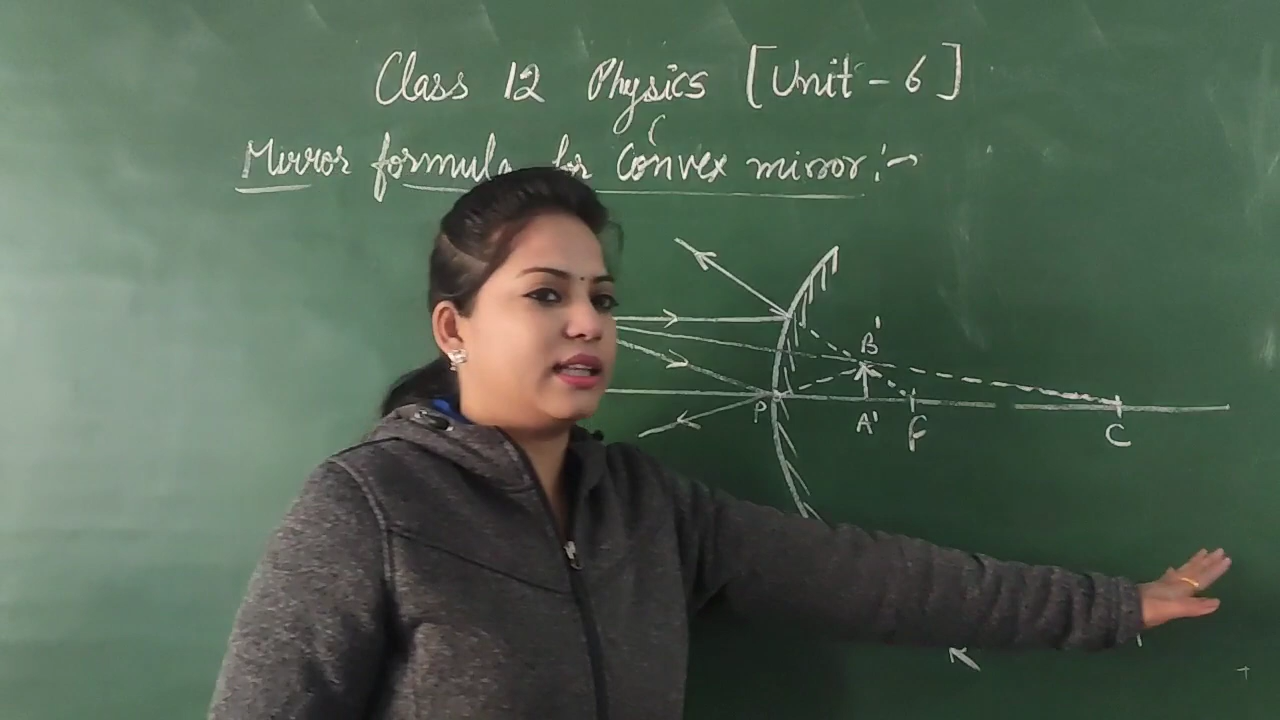 Class 12 Physics [Unit - 6]
Mirror formula for Convex mirror :-
B'
P
A'
F
C